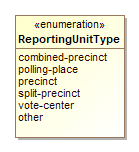 «enumeration»
ReportingUnitType
combined-precinct
polling-place
precinct
split-precinct
vote-center
other